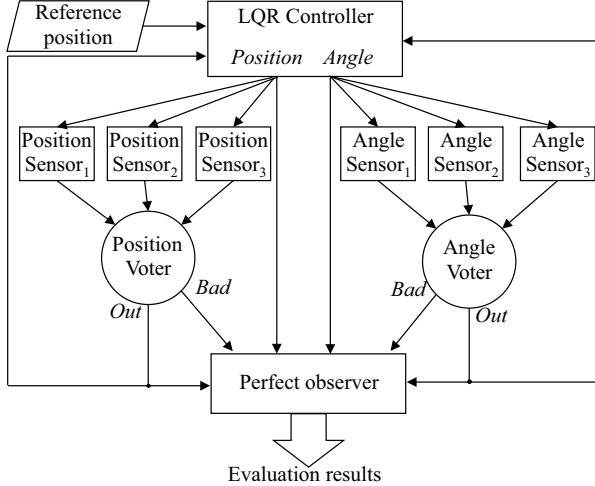 Reference
position
LQR Controller
Position Angle
Position
Sensor1
Position
Sensor2
Position
Sensor3
Angle
Sensor1
Angle
Sensor2
Angle
Sensor3
Position
Voter
Angle
Voter
Bad
Bad
Out
Out
Perfect observer
Evaluation results